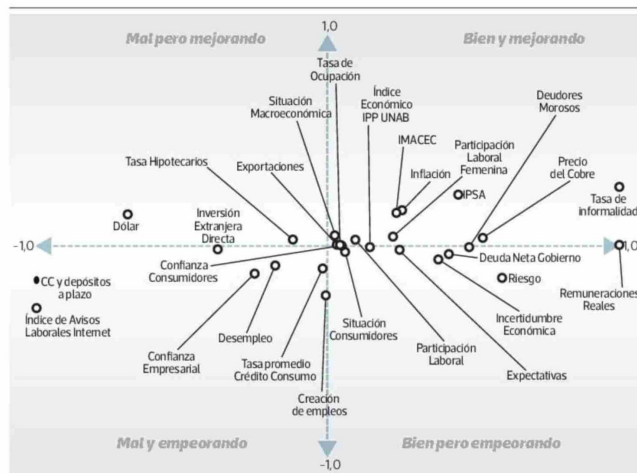 1,0
Mal pero mejorando
Bien y mejorando
Tasa de
Ocupación
Índice
Económico
IPP UNAB
Deudores
Morosos
Situación
Macroeconómica
IMACEC
Participación
Laboral
Femenina
Precio
del Cobre
Tasa Hipotecarios
Exportaciones
Inflación
IPSA
Tasa de
informalidad
Dólar
Inversión
Extranjera
Directa
-1,0
1,0
Confianza
Consumidores
Deuda Neta Gobierno
CC y depósitos
a plazo
Riesgo
Remuneraciones
Reales
Índice de Avisos
Laborales Internet
Desempleo
Situación
Consumidores
Incertidumbre
Económica
Confianza
Empresarial
Tasa promedio
Crédito Consumo
Participación
Laboral
Expectativas
Creación
de empleos
Mal y empeorando
Bien pero empeorando
-1,0